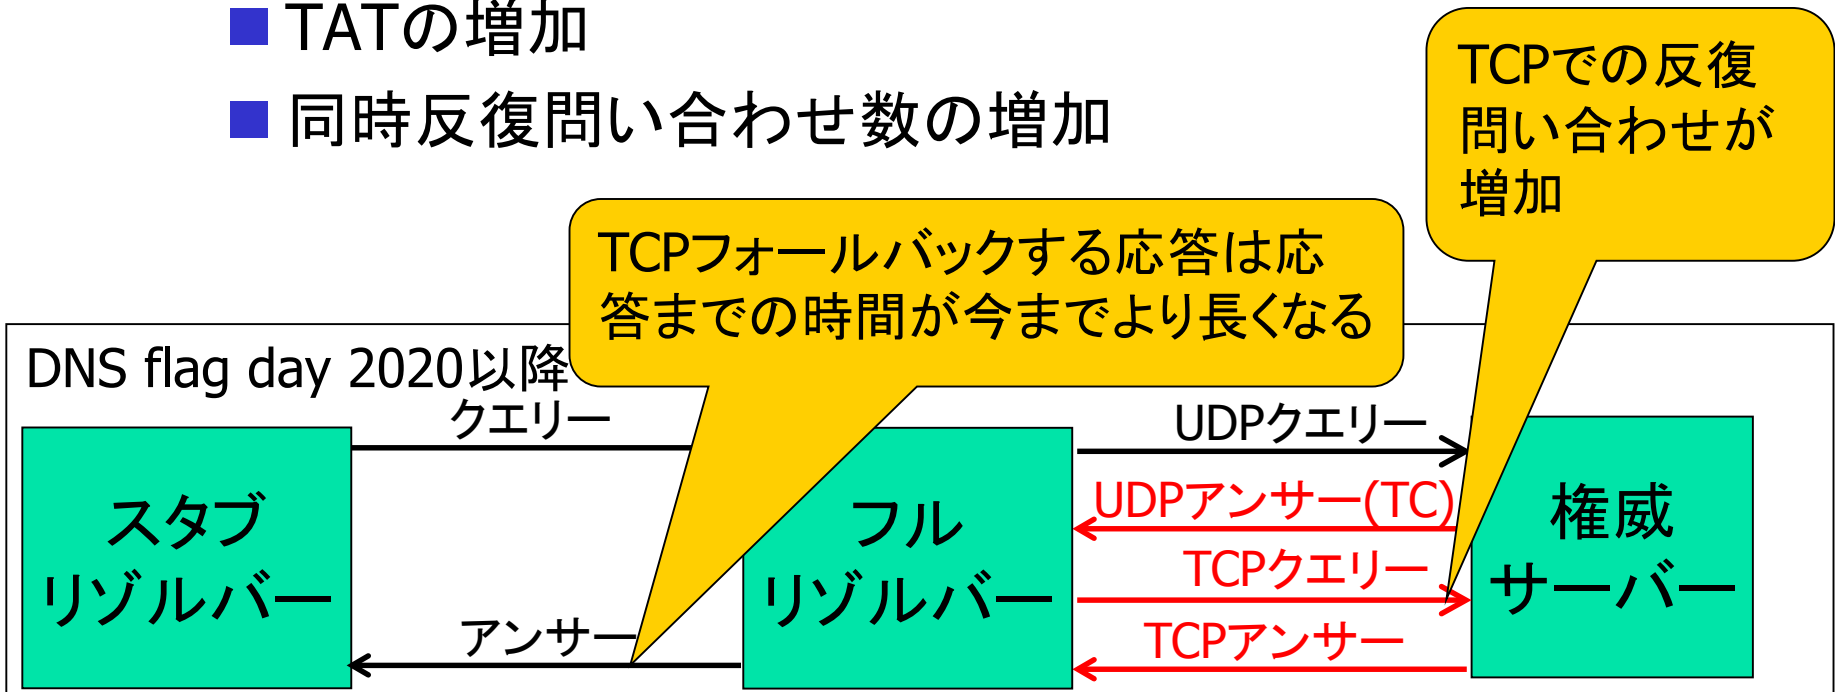 TATの増加
同時反復問い合わせ数の増加
TCPでの反復
問い合わせが
増加
TCPフォールバックする応答は応
答までの時間が今までより長くなる
DNS flag day 2020以降
クエリー
UDPクエリー
スタブ
リゾルバー
フル
リゾルバー
UDPアンサー(TC)
権威
サーバー
TCPクエリー
アンサー
TCPアンサー